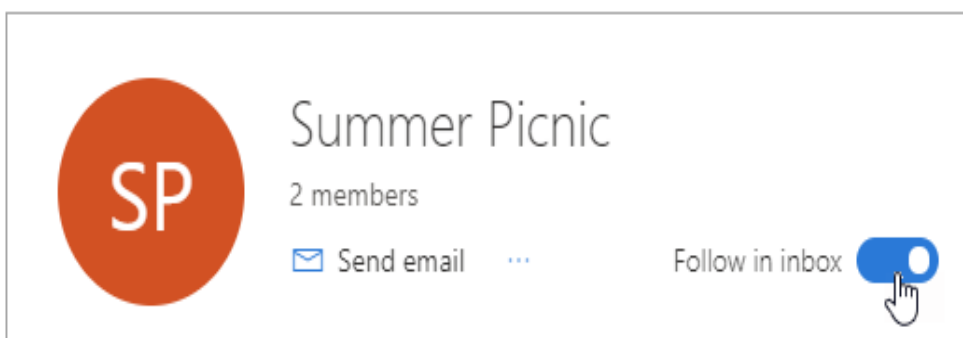 SP
Summer Picnic
2 members
Send email ...
Follow in inbox